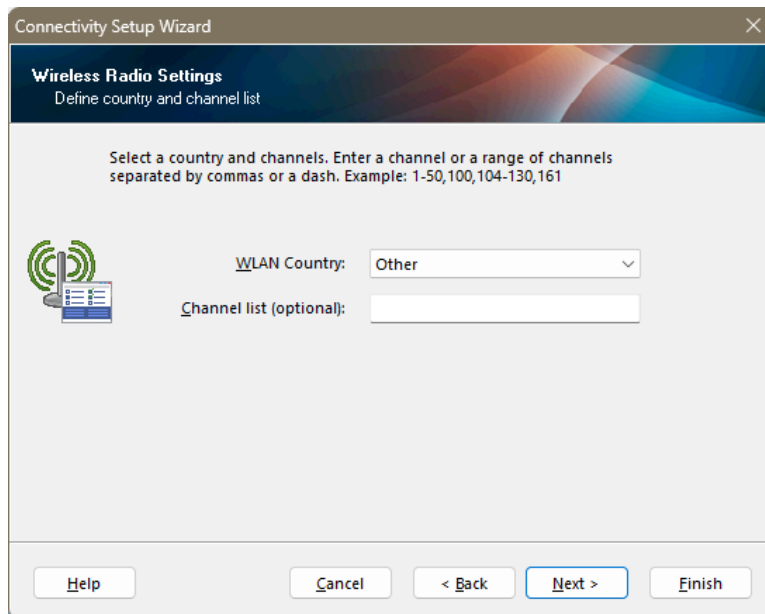 Connectivity Setup Wizard
Wireless Radio Settings
Define country and channel list
Select a country and channels. Enter a channel or a range of channels
separated by commas or a dash. Example: 1-50,100,104-130,161
WLAN Country: Other
Channel list (optional):
Help Cancel < Back Next > Finish